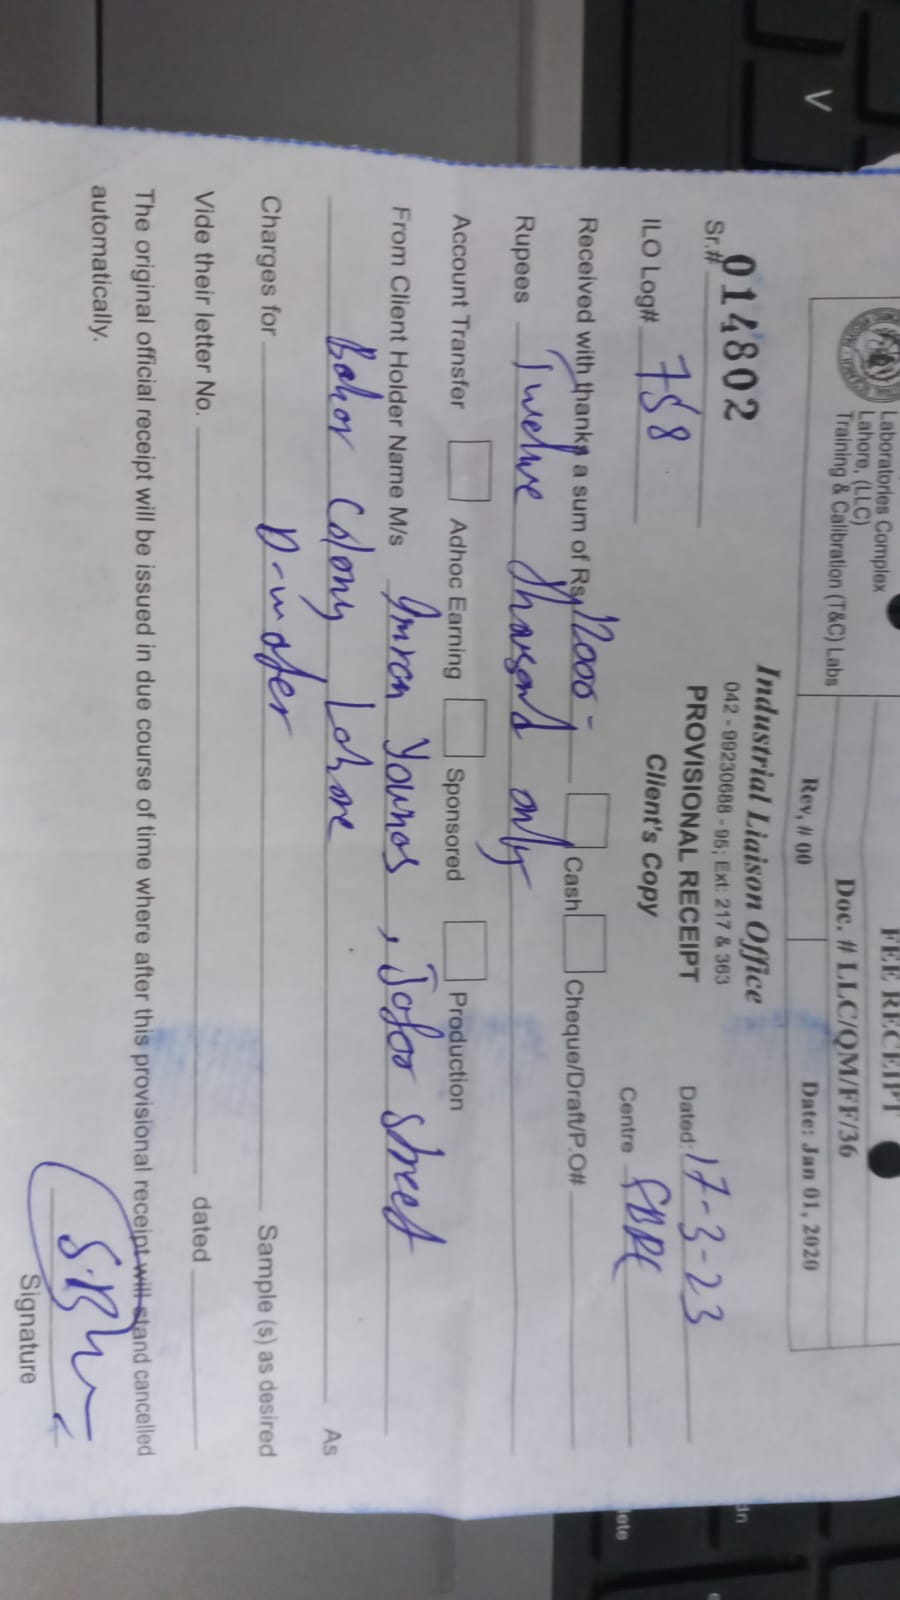 Laboratories Complex
Lahore, (LLC)
Training & Calibration (T&C) Labs
FEE RECEIPT
Doc. # LLC/QM/FF/36
Rev, # 00
Date: Jan 01, 2020
Industrial Liaison Office
042 - 99230688 - 95; Ext: 217 & 363
PROVISIONAL RECEIPT
Client's Copy
Sr.# 014802
Dated: 17-3-23
ILO Log# 758
Centre
Received with thanks a sum of Rs, 12000 - Cash Cheque/Draft/P.O#
Rupees Twelve Thousand only
Account Transfer Adhoc Earning Sponsored Production
From Client Holder Name M/s Imran Younas, Jofor street
Bahar Colony Lahore As
Charges for D-water Sample (s) as desired
Vide their letter No. dated
The original official receipt will be issued in due course of time where after this provisional receipt will stand cancelled
automatically.
Signature
V